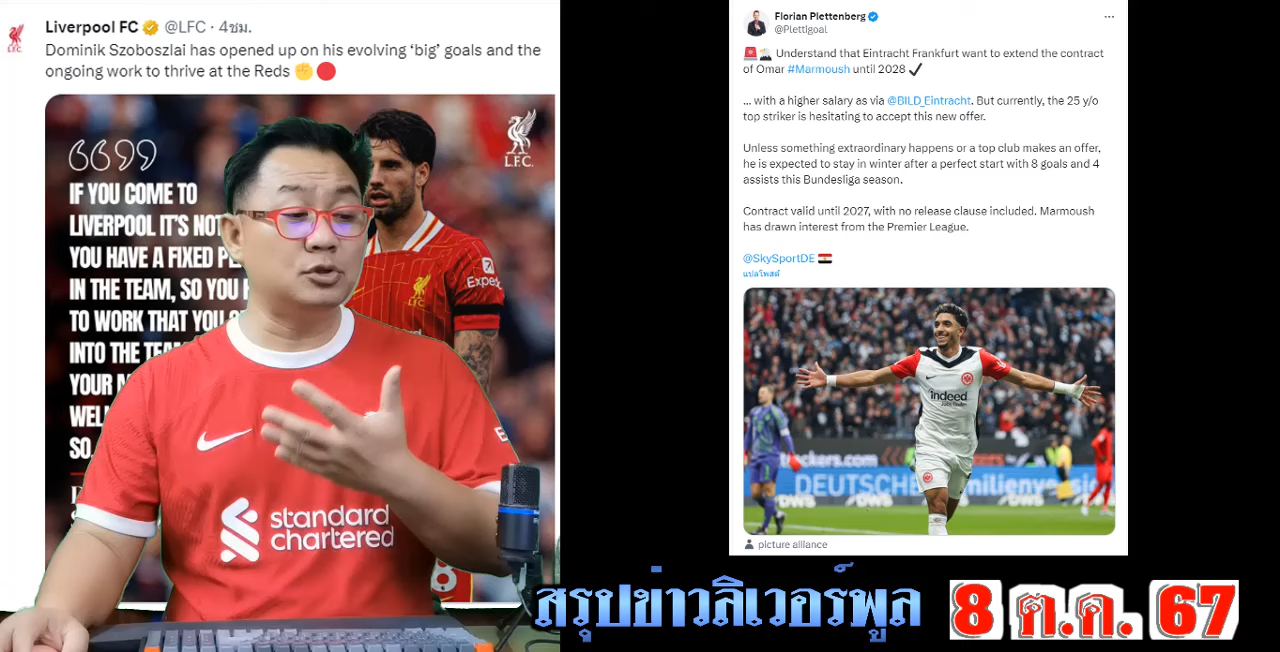 Liverpool FC @LFC · 4ชม.
Dominik Szoboszlai has opened up on his evolving ‘big’ goals and the
ongoing work to thrive at the Reds
L.F.C.
IF YOU COME TO
LIVERPOOL IT'S NOT
YOU HAVE A FIXED
IN THE TEAM, SO YOU
TO WORK THAT YOU
INTO THE
YOUR
SO.
Exped
standard
chartered
Florian Plettenberg
@Plettigoal
Understand that Eintracht Frankfurt want to extend the contract
of Omar #Marmoush until 2028
... with a higher salary as via @BILD_Eintracht. But currently, the 25 y/o
top striker is hesitating to accept this new offer.
Unless something extraordinary happens or a top club makes an offer,
he is expected to stay in winter after a perfect start with 8 goals and 4
assists this Bundesliga season.
Contract valid until 2027, with no release clause included. Marmoush
has drawn interest from the Premier League.
@SkySportDE
แปลโพสต์
indeed
DEUTSCHE
DWS
DWS
picture alliance
สรุปข่าวลิเวอร์พูล 8 ต.ค. 67